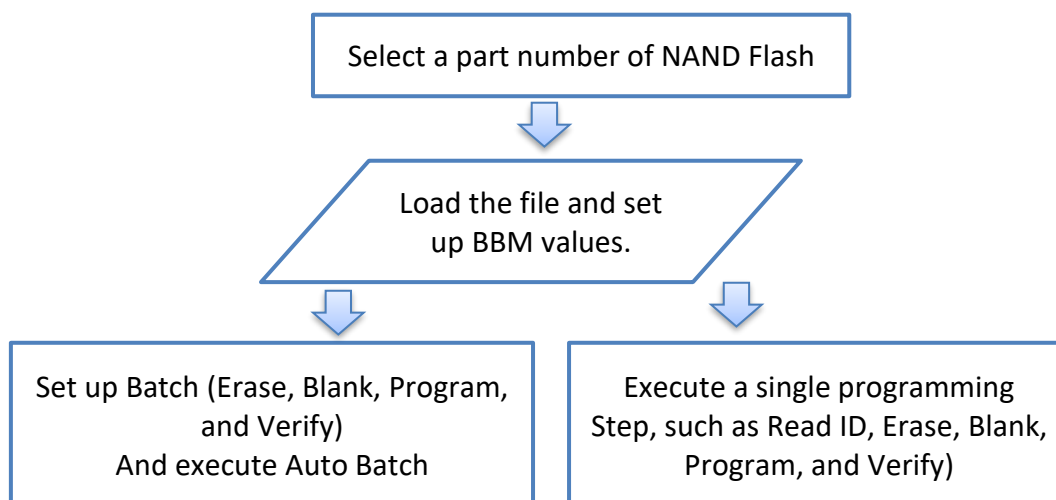 Select a part number of NAND Flash
Load the file and set
up BBM values.
Set up Batch (Erase, Blank, Program,
and Verify)
And execute Auto Batch
Execute a single programming
Step, such as Read ID, Erase, Blank,
Program, and Verify)